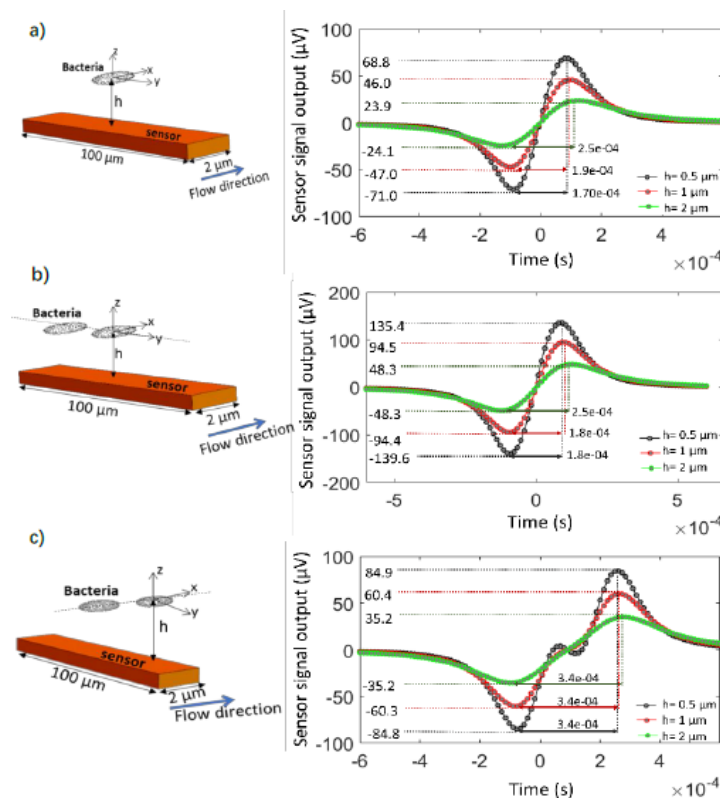 a)
Bacteria
z
x
y
h
sensor
100 µm
2 µm
Flow direction
Sensor signal output (µV)
100
50
0
-50
-100
68.8
46.0
23.9
-24.1
-47.0
-71.0
2.5e-04
1.9e-04
1.70e-04
h= 0.5 µm
h= 1 µm
h= 2 µm
-6 -4 -2 0 2 4
Time (s)
×10⁻⁴
b)
Bacteria
z
x
y
h
sensor
100 µm
2 µm
Flow direction
Sensor signal output (µV)
200
100
0
-100
-200
135.4
94.5
48.3
-48.3
-94.4
-139.6
2.5e-04
1.8e-04
1.8e-04
h= 0.5 µm
h= 1 µm
h= 2 µm
-5 0 5
Time (s)
×10⁻⁴
c)
Bacteria
z
x
y
h
sensor
100 µm
2 µm
Flow direction
Sensor signal output (µV)
100
50
0
-50
-100
84.9
60.4
35.2
-35.2
-60.3
-84.8
3.4e-04
3.4e-04
3.4e-04
h= 0.5 µm
h= 1 µm
h= 2 µm
-6 -4 -2 0 2 4 6
Time (s)
×10⁻⁴